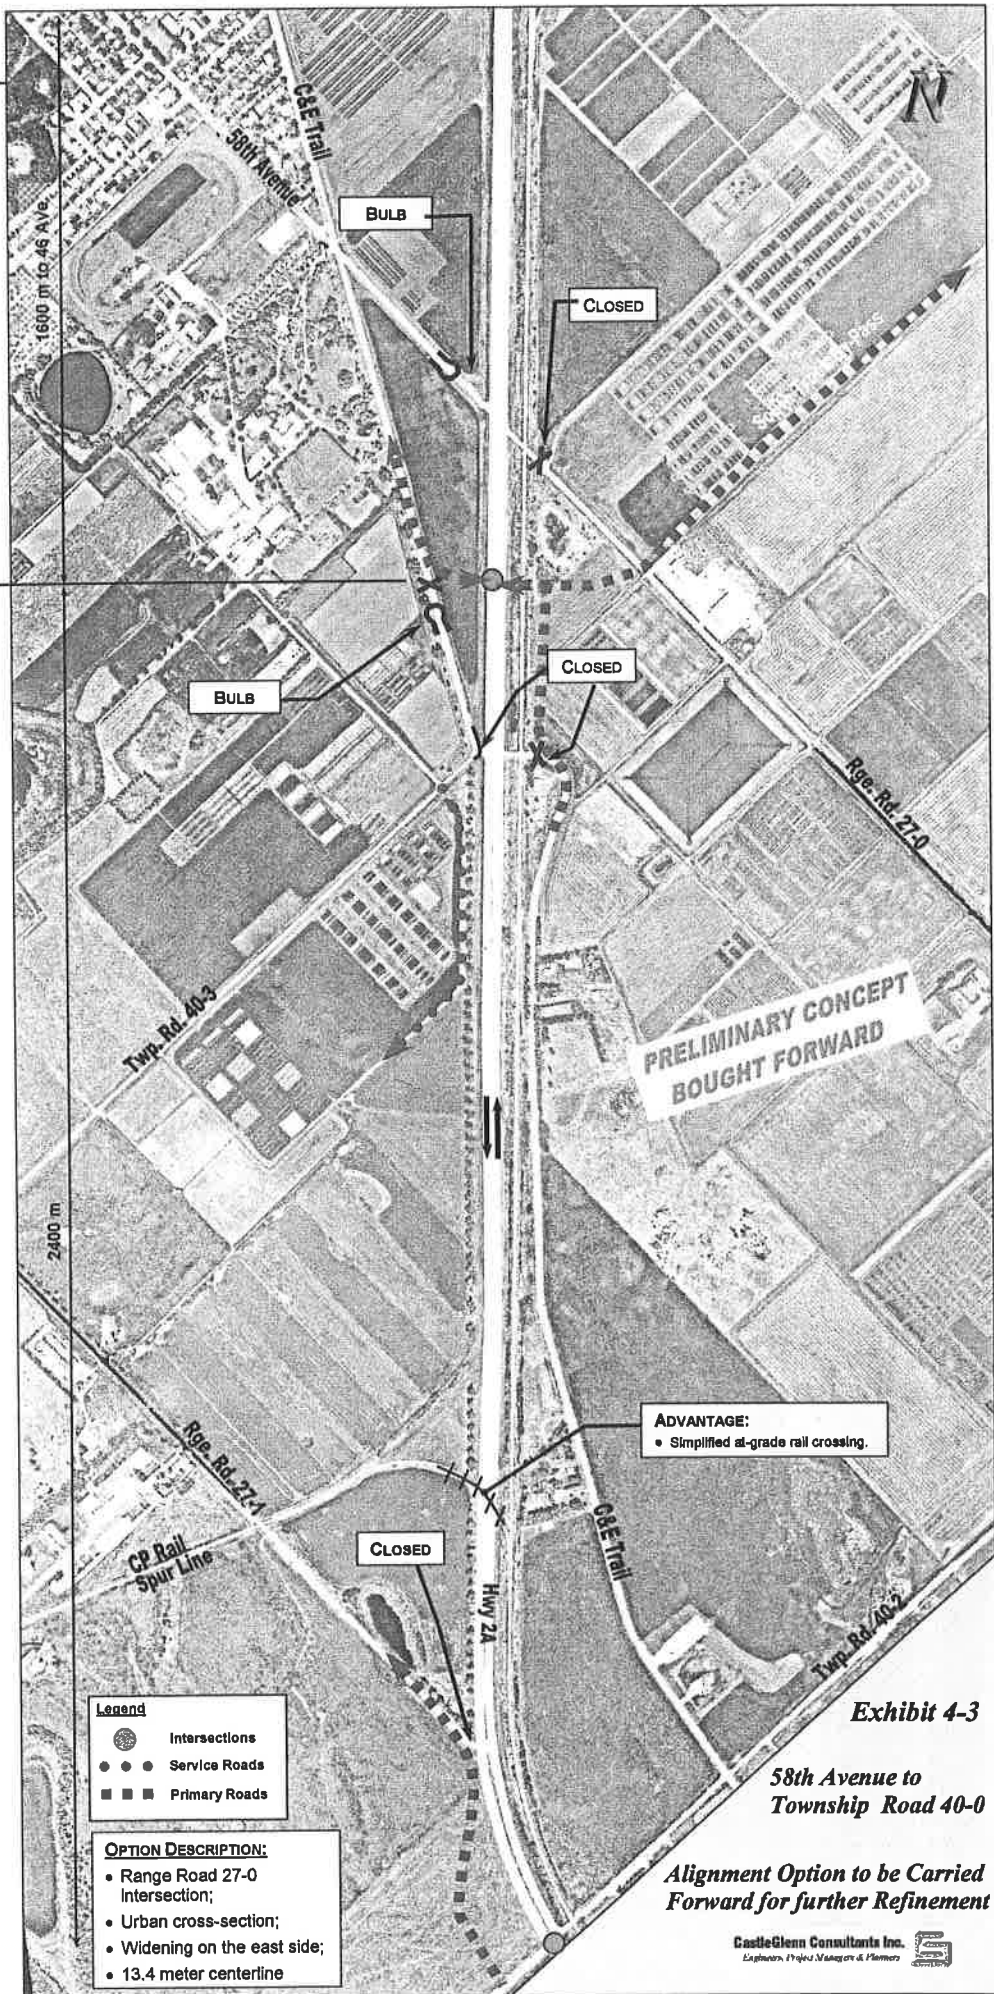 C&E Trail
58th Avenue
N
1600 m to 46 Ave.
BULB
CLOSED
BULB
CLOSED
Rge. Rd. 27-0
Twp. Rd. 40-3
PRELIMINARY CONCEPT
BOUGHT FORWARD
2400 m
ADVANTAGE:
• Simplified at-grade rail crossing.
Rge. Rd. 27-1
CP Rail
Spur Line
CLOSED
Hwy 2A
C&E Trail
Twp. Rd. 40-2
Legend
Intersections
Service Roads
Primary Roads
OPTION DESCRIPTION:
• Range Road 27-0
Intersection;
• Urban cross-section;
• Widening on the east side;
• 13.4 meter centerline
Exhibit 4-3
58th Avenue to
Township Road 40-0
Alignment Option to be Carried
Forward for further Refinement
CastleGlenn Consultants Inc.
Engineers, Project Managers & Planners